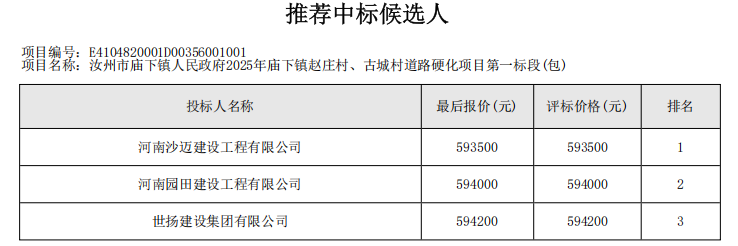 推荐中标候选人
项目编号: E4104820001D00356001001
项目名称: 汝州市庙下镇人民政府2025年庙下镇赵庄村、古城村道路硬化项目第一标段(包)
投标人名称 最后报价(元) 评标价格(元) 排名
河南沙迈建设工程有限公司 593500 593500 1
河南园田建设工程有限公司 594000 594000 2
世扬建设集团有限公司 594200 594200 3